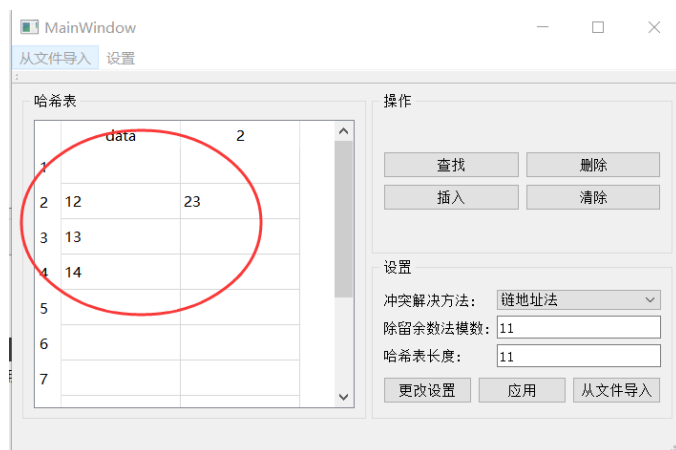 MainWindow
从文件导入 设置
哈希表
data 2
1
2 12 23
3 13
4 14
5
6
7
操作
查找 删除
插入 清除
设置
冲突解决方法: 链地址法
除留余数法模数: 11
哈希表长度: 11
更改设置 应用 从文件导入